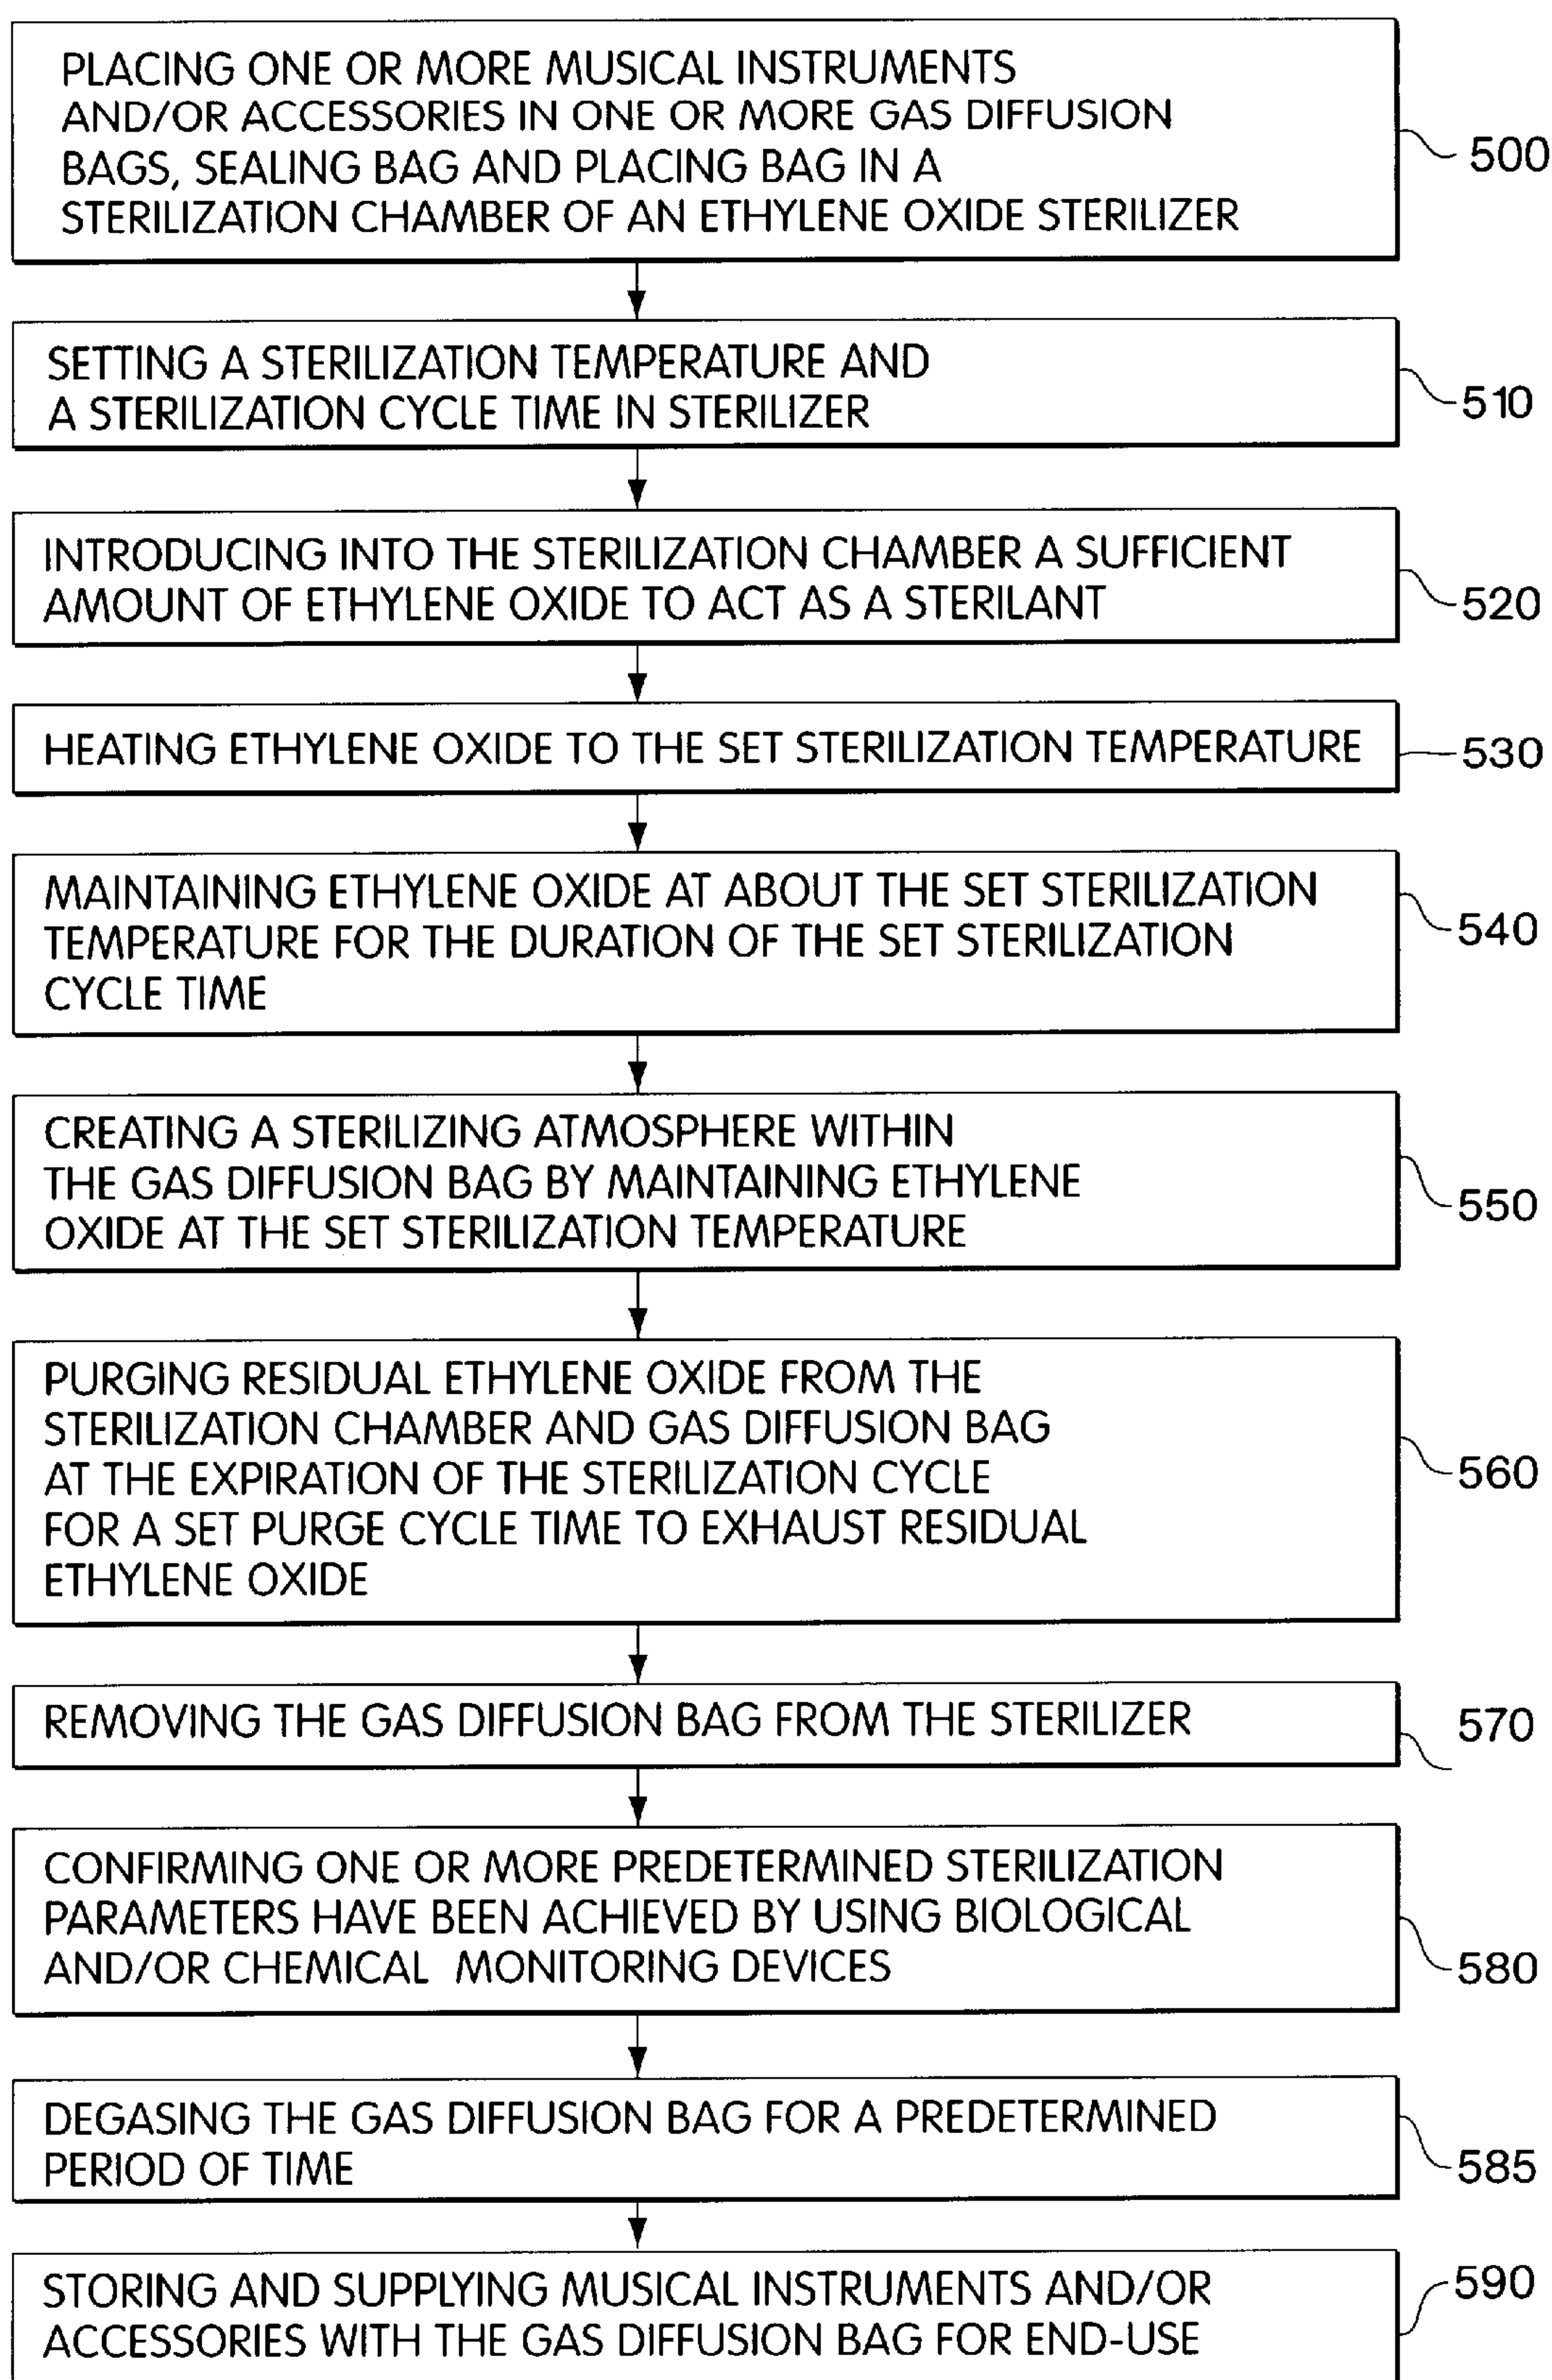 PLACING ONE OR MORE MUSICAL INSTRUMENTS
AND/OR ACCESSORIES IN ONE OR MORE GAS DIFFUSION
BAGS, SEALING BAG AND PLACING BAG IN A
STERILIZATION CHAMBER OF AN ETHYLENE OXIDE STERILIZER
500
SETTING A STERILIZATION TEMPERATURE AND
A STERILIZATION CYCLE TIME IN STERILIZER
510
INTRODUCING INTO THE STERILIZATION CHAMBER A SUFFICIENT
AMOUNT OF ETHYLENE OXIDE TO ACT AS A STERILANT
520
HEATING ETHYLENE OXIDE TO THE SET STERILIZATION TEMPERATURE
530
MAINTAINING ETHYLENE OXIDE AT ABOUT THE SET STERILIZATION
TEMPERATURE FOR THE DURATION OF THE SET STERILIZATION
CYCLE TIME
540
CREATING A STERILIZING ATMOSPHERE WITHIN
THE GAS DIFFUSION BAG BY MAINTAINING ETHYLENE
OXIDE AT THE SET STERILIZATION TEMPERATURE
550
PURGING RESIDUAL ETHYLENE OXIDE FROM THE
STERILIZATION CHAMBER AND GAS DIFFUSION BAG
AT THE EXPIRATION OF THE STERILIZATION CYCLE
FOR A SET PURGE CYCLE TIME TO EXHAUST RESIDUAL
ETHYLENE OXIDE
560
REMOVING THE GAS DIFFUSION BAG FROM THE STERILIZER
570
CONFIRMING ONE OR MORE PREDETERMINED STERILIZATION
PARAMETERS HAVE BEEN ACHIEVED BY USING BIOLOGICAL
AND/OR CHEMICAL MONITORING DEVICES
580
DEGASING THE GAS DIFFUSION BAG FOR A PREDETERMINED
PERIOD OF TIME
585
STORING AND SUPPLYING MUSICAL INSTRUMENTS AND/OR
ACCESSORIES WITH THE GAS DIFFUSION BAG FOR END-USE
590